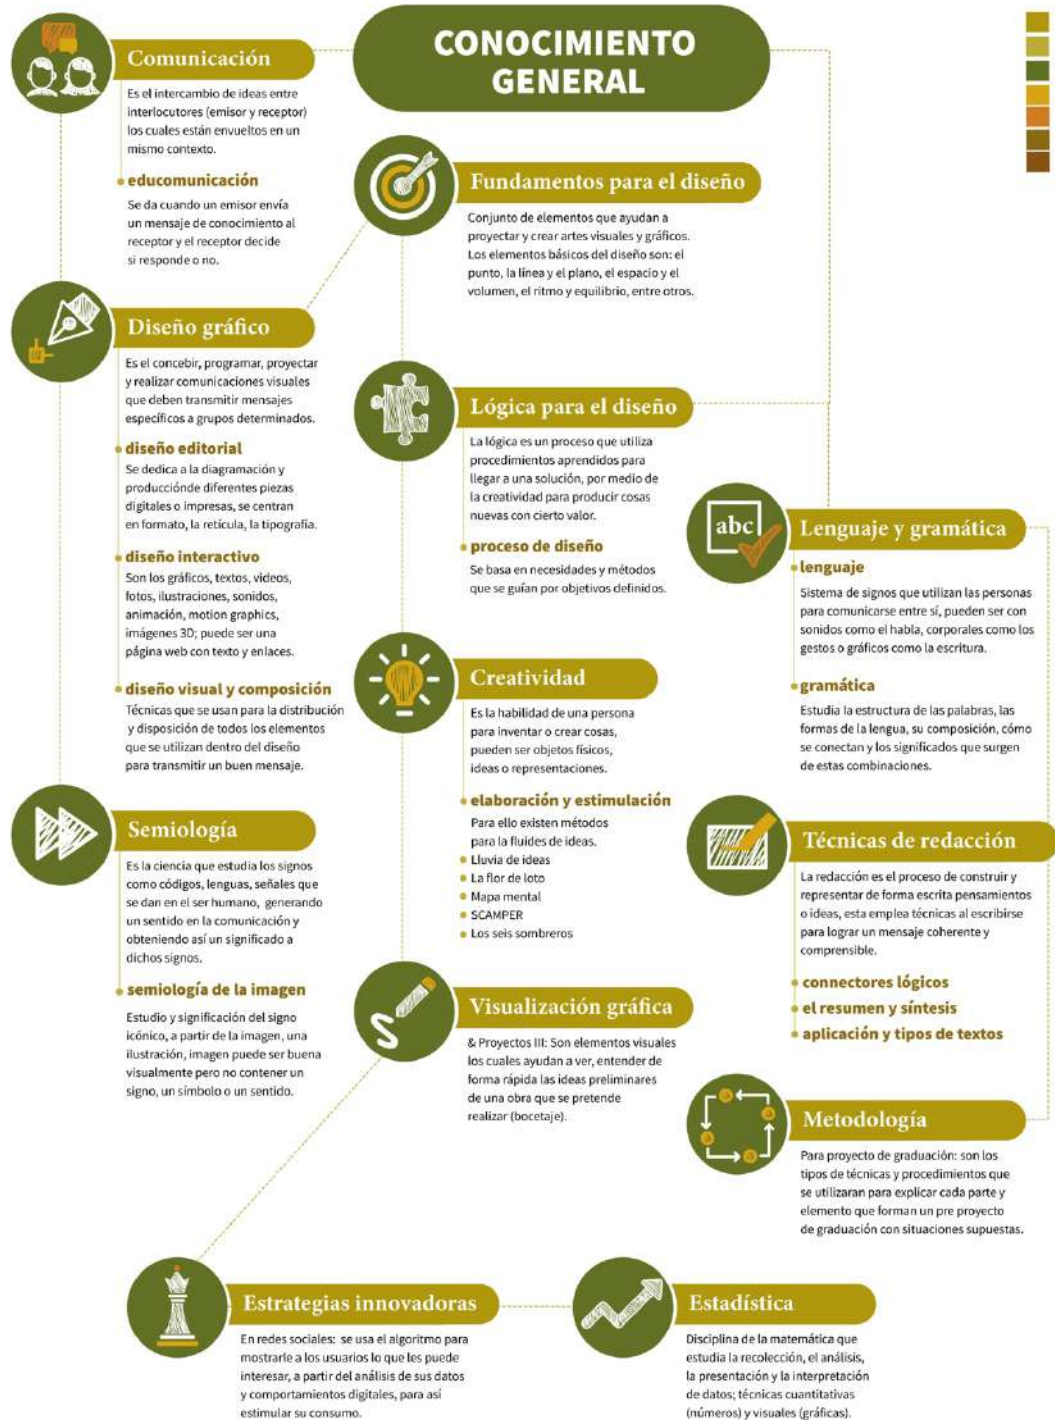 CONOCIMIENTO
GENERAL
Comunicación
Es el intercambio de ideas entre
interlocutores (emisor y receptor)
los cuales están envueltos en un
mismo contexto.
educomunicación
Se da cuando un emisor envía
un mensaje de conocimiento al
receptor y el receptor decide
si responde o no.
Diseño gráfico
Es el concebir, programar, proyectar
y realizar comunicaciones visuales
que deben transmitir mensajes
específicos a grupos determinados.
diseño editorial
Se dedica a la diagramación y
producciónde diferentes piezas
digitales o impresas, se centran
en formato, la retícula, la tipografía.
diseño interactivo
Son los gráficos, textos, videos,
fotos, ilustraciones, sonidos,
animación, motion graphics,
imágenes 3D; puede ser una
página web con texto y enlaces.
diseño visual y composición
Técnicas que se usan para la distribución
y disposición de todos los elementos
que se utilizan dentro del diseño
para transmitir un buen mensaje.
Semiología
Es la ciencia que estudia los signos
como códigos, lenguas, señales que
se dan en el ser humano, generando
un sentido en la comunicación y
obteniendo así un significado a
dichos signos.
semiología de la imagen
Estudio y significación del signo
icónico, a partir de la imagen, una
ilustración, imagen puede ser buena
visualmente pero no contener un
signo, un símbolo o un sentido.
Fundamentos para el diseño
Conjunto de elementos que ayudan a
proyectar y crear artes visuales y gráficos.
Los elementos básicos del diseño son: el
punto, la línea y el plano, el espacio y el
volumen, el ritmo y equilibrio, entre otros.
Lógica para el diseño
La lógica es un proceso que utiliza
procedimientos aprendidos para
llegar a una solución, por medio de
la creatividad para producir cosas
nuevas con cierto valor.
proceso de diseño
Se basa en necesidades y métodos
que se guían por objetivos definidos.
Creatividad
Es la habilidad de una persona
para inventar o crear cosas,
pueden ser objetos físicos,
ideas o representaciones.
elaboración y estimulación
Para ello existen métodos
para la fluides de ideas.
Lluvia de ideas
La flor de loto
Mapa mental
SCAMPER
Los seis sombreros
Visualización gráfica
& Proyectos III: Son elementos visuales
los cuales ayudan a ver, entender de
forma rápida las ideas preliminares
de una obra que se pretende
realizar (bocetaje).
abc
Lenguaje y gramática
lenguaje
Sistema de signos que utilizan las personas
para comunicarse entre sí, pueden ser con
sonidos como el habla, corporales como los
gestos o gráficos como la escritura.
gramática
Estudia la estructura de las palabras, las
formas de la lengua, su composición, cómo
se conectan y los significados que surgen
de estas combinaciones.
Técnicas de redacción
La redacción es el proceso de construir y
representar de forma escrita pensamientos
o ideas, esta emplea técnicas al escribirse
para lograr un mensaje coherente y
comprensible.
connectores lógicos
el resumen y síntesis
aplicación y tipos de textos
Metodología
Para proyecto de graduación: son los
tipos de técnicas y procedimientos que
se utilizaran para explicar cada parte y
elemento que forman un pre proyecto
de graduación con situaciones supuestas.
Estrategias innovadoras
En redes sociales: se usa el algoritmo para
mostrarle a los usuarios lo que les puede
interesar, a partir del análisis de sus datos
y comportamientos digitales, para así
estimular su consumo.
Estadística
Disciplina de la matemática que
estudia la recolección, el análisis,
la presentación y la interpretación
de datos; técnicas cuantitativas
(números) y visuales (gráficas).